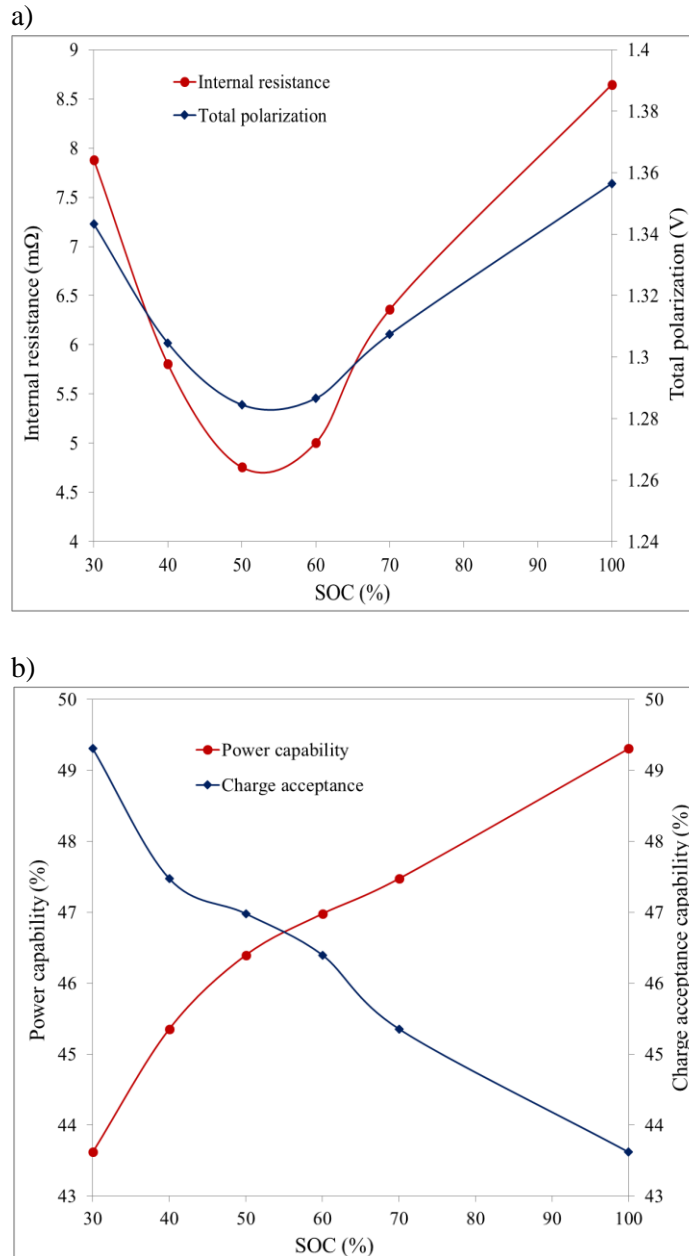 a)
Internal resistance
Total polarization
Internal resistance (mΩ)
9
8.5
8
7.5
7
6.5
6
5.5
5
4.5
4
1.4
1.38
1.36
1.34
1.32
1.3
1.28
1.26
1.24
Total polarization (V)
30 40 50 60 70 80 90 100
SOC (%)
b)
Power capability
Charge acceptance
Power capability (%)
50
49
48
47
46
45
44
43
50
49
48
47
46
45
44
43
Charge acceptance capability (%)
30 40 50 60 70 80 90 100
SOC (%)